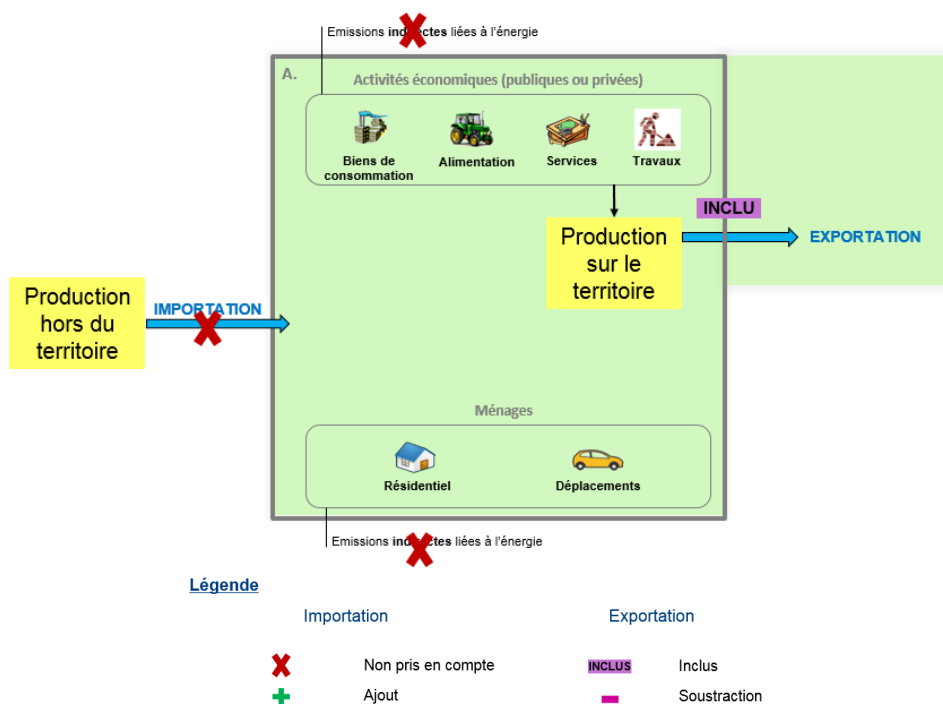 Emissions indirectes liées à l'énergie
A.
Activités économiques (publiques ou privées)
Biens de
consommation
Alimentation
Services
Travaux
INCLU
Production
sur le
territoire
EXPORTATION
Production
hors du
territoire
IMPORTATION
Ménages
Résidentiel
Déplacements
Emissions indirectes liées à l'énergie
Légende
Importation
Exportation
Non pris en compte
INCLUS
Inclus
Ajout
Soustraction